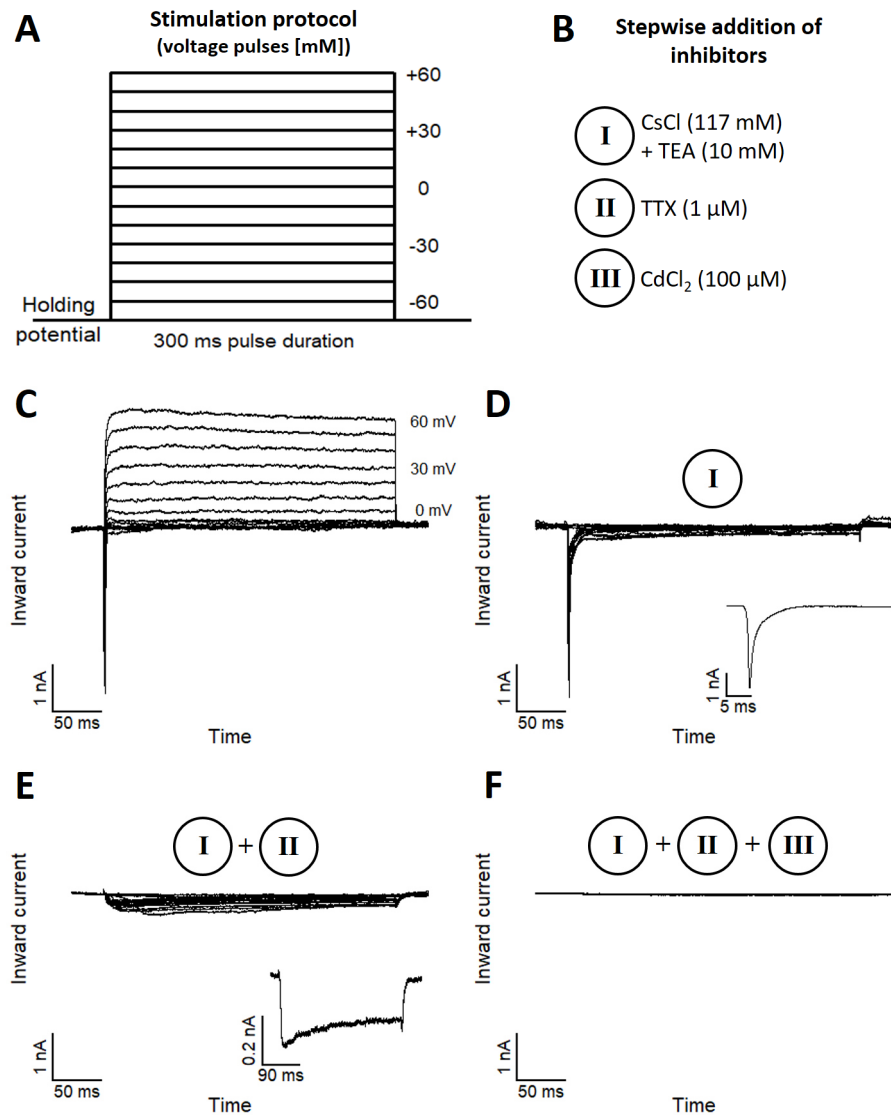 A
Stimulation protocol
(voltage pulses [mM])
+60
+30
0
-30
-60
Holding
potential
300 ms pulse duration
B
Stepwise addition of
inhibitors
I
CsCl (117 mM)
+ TEA (10 mM)
II
TTX (1 µM)
III
CdCl₂ (100 µM)
C
Inward current
60 mV
30 mV
0 mV
1 nA
50 ms
Time
D
I
Inward current
1 nA
5 ms
1 nA
50 ms
Time
E
I + II
Inward current
0.2 nA
90 ms
1 nA
50 ms
Time
F
I + II + III
Inward current
1 nA
50 ms
Time